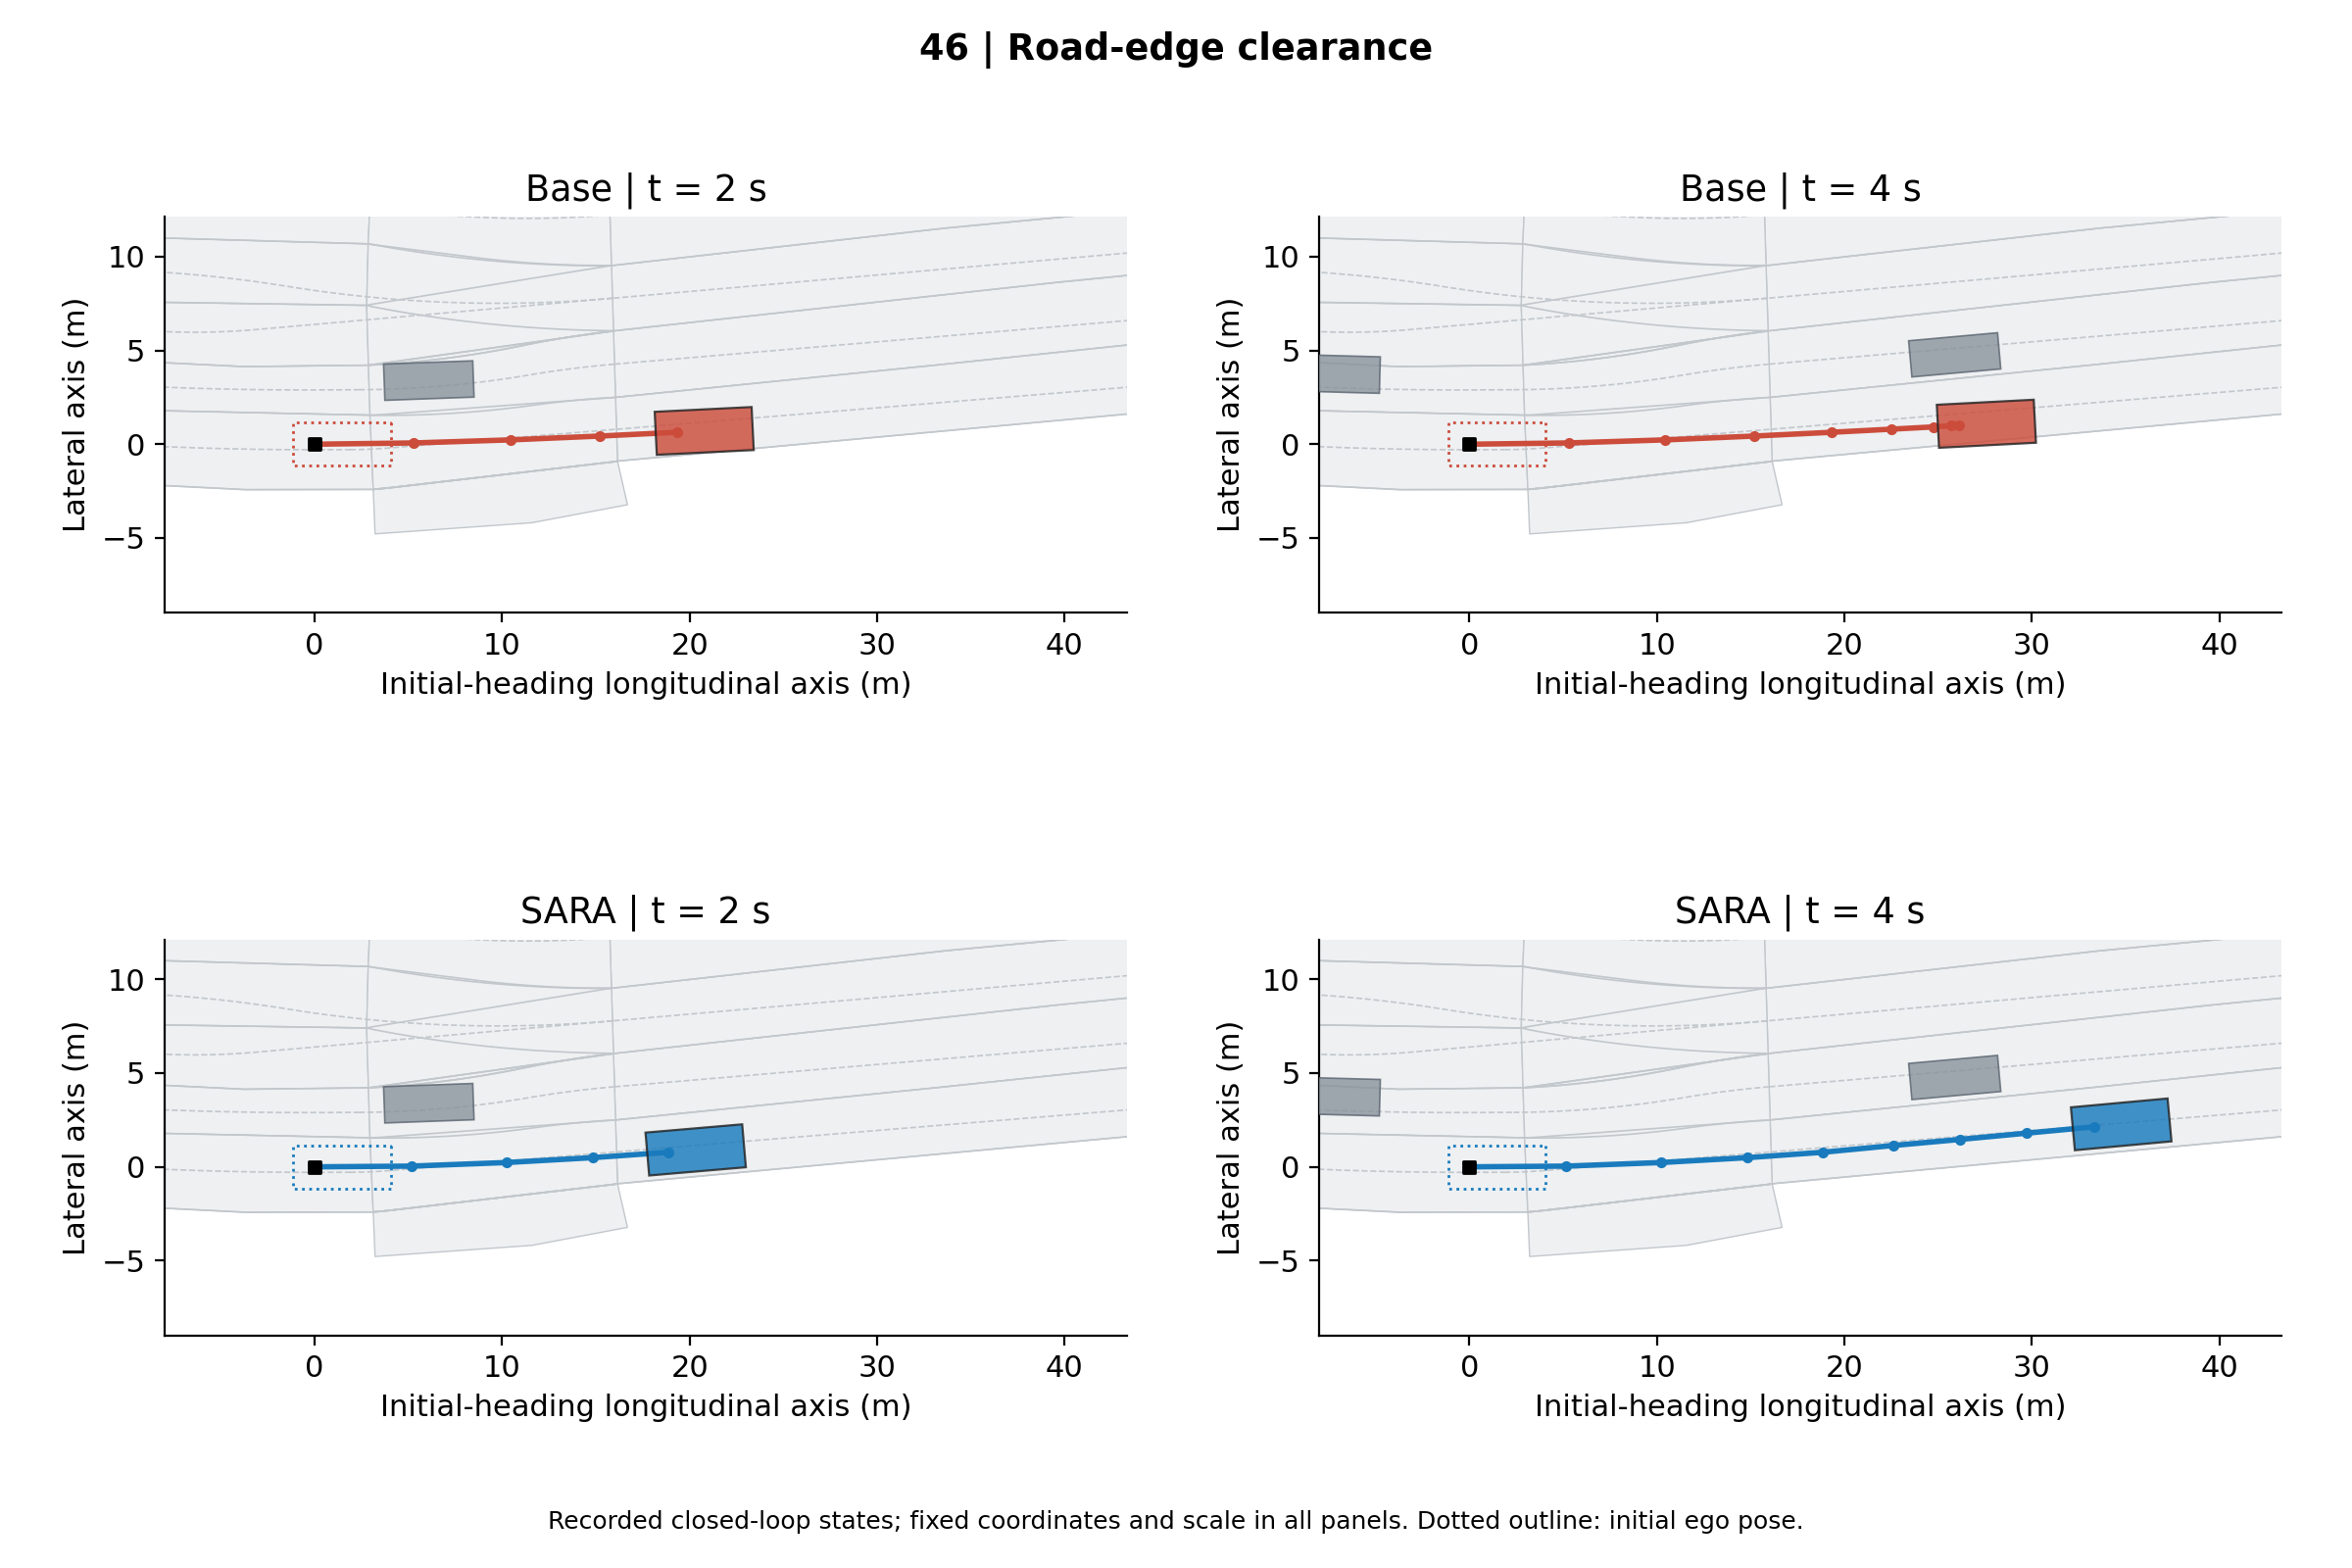 46 | Road-edge clearance
Base | t = 2 s
Base | t = 4 s
10
5
0
−5
Lateral axis (m)
0
10
20
30
40
Initial-heading longitudinal axis (m)
10
5
0
−5
Lateral axis (m)
0
10
20
30
40
Initial-heading longitudinal axis (m)
SARA | t = 2 s
SARA | t = 4 s
10
5
0
−5
Lateral axis (m)
0
10
20
30
40
Initial-heading longitudinal axis (m)
10
5
0
−5
Lateral axis (m)
0
10
20
30
40
Initial-heading longitudinal axis (m)
Recorded closed-loop states; fixed coordinates and scale in all panels. Dotted outline: initial ego pose.